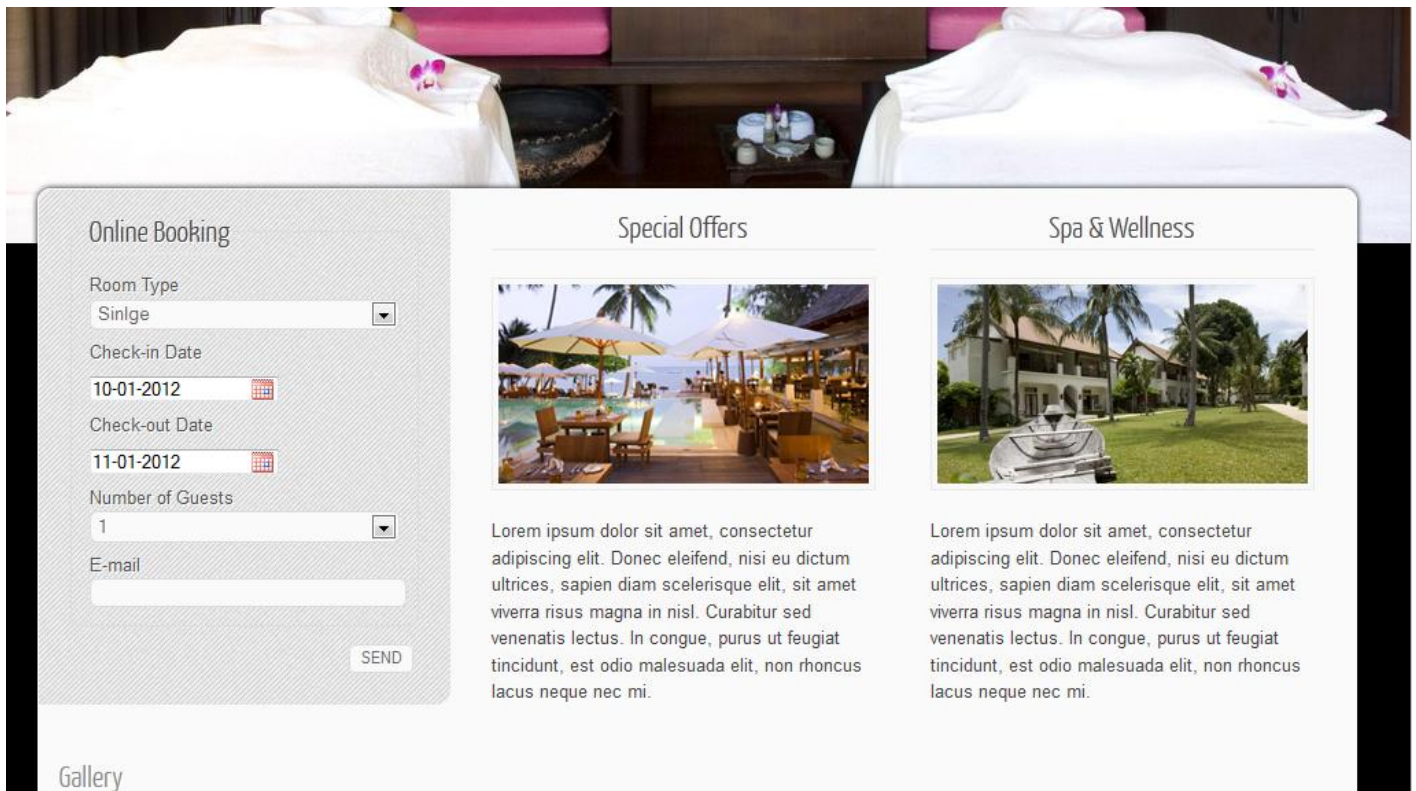 Online Booking
Room Type
Sinlge
Check-in Date
10-01-2012
Check-out Date
11-01-2012
Number of Guests
1
E-mail
SEND
Special Offers
Lorem ipsum dolor sit amet, consectetur
adipiscing elit. Donec eleifend, nisi eu dictum
ultrices, sapien diam scelerisque elit, sit amet
viverra risus magna in nisl. Curabitur sed
venenatis lectus. In congue, purus ut feugiat
tincidunt, est odio malesuada elit, non rhoncus
lacus neque nec mi.
Spa & Wellness
Lorem ipsum dolor sit amet, consectetur
adipiscing elit. Donec eleifend, nisi eu dictum
ultrices, sapien diam scelerisque elit, sit amet
viverra risus magna in nisl. Curabitur sed
venenatis lectus. In congue, purus ut feugiat
tincidunt, est odio malesuada elit, non rhoncus
lacus neque nec mi.
Gallery